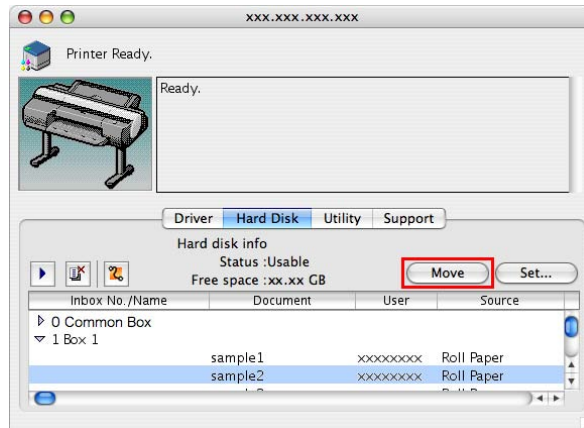 xxx.xxx.xxx.xxx
Printer Ready.
Ready.
Driver Hard Disk Utility Support
Hard disk info
Status :Usable
Free space :xx.xx GB
Move Set...
Inbox No./Name Document User Source
0 Common Box
1 Box 1
sample1 xxxxxxxx Roll Paper
sample2 xxxxxxxx Roll Paper